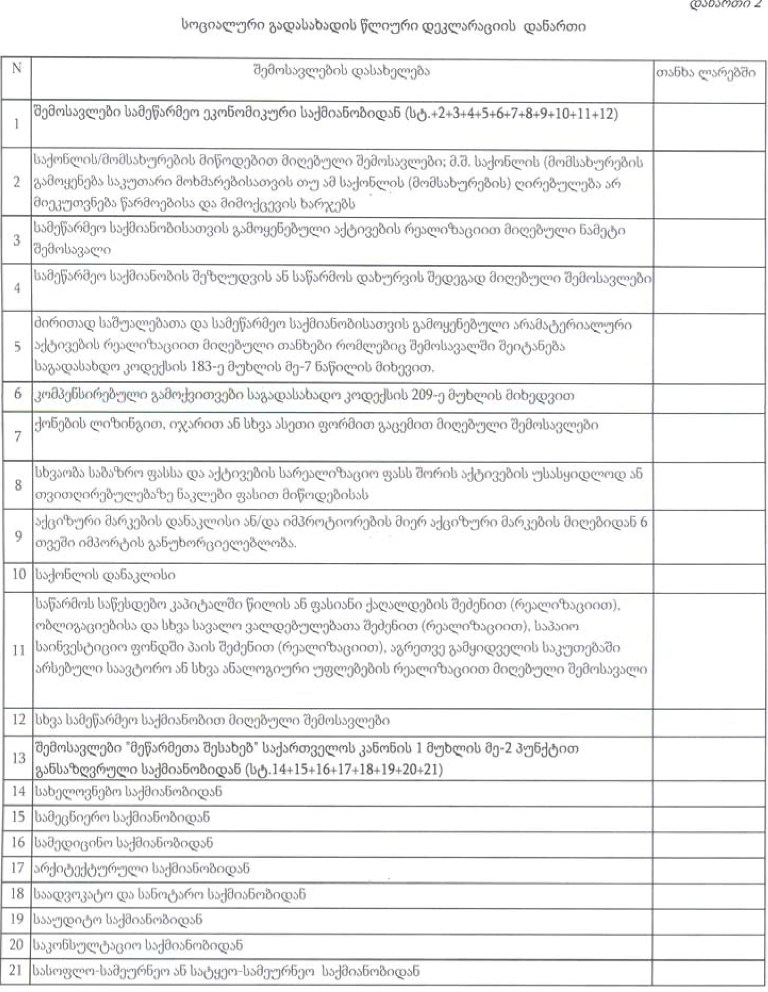 დანართი 2
სოციალური გადასახადის წლიური დეკლარაციის დანართი
N შემოსავლების დასახელება თანხა ლარებში
1 შემოსავლები სამეწარმეო ეკონომიკური საქმიანობიდან (სტ.+2+3+4+5+6+7+8+9+10+11+12)
2 საქონლის/მომსახურების მიწოდებით მიღებული შემოსავლები; მ.შ. საქონლის (მომსახურების
გამოყენება საკუთარი მოხმარებისათვის თუ ამ საქონლის (მომსახურების) ღირებულება არ
მიეკუთვნება წარმოებისა და მიმოქცევის ხარჯებს
3 სამეწარმეო საქმიანობისათვის გამოყენებული აქტივების რეალიზაციით მიღებული ნამეტი
შემოსავალი
4 სამეწარმეო საქმიანობის შეზღუდვის ან საწარმოს დახურვის შედეგად მიღებული შემოსავლები
5 ძირითად საშუალებათა და სამეწარმეო საქმიანობისათვის გამოყენებული არამატერიალური
აქტივების რეალიზაციით მიღებული თანხები რომლებიც შემოსავალში შეიტანება
საგადასახდო კოდექსის 183-ე მუხლის მე-7 ნაწილის მიხევით.
6 კომპენსირებული გამოქვითვები საგადასახადო კოდექსის 209-ე მუხლის მიხედვით
7 ქონების ლიზინგით, იჯარით ან სხვა ასეთი ფორმით გაცემით მიღებული შემოსავლები
8 სხვაობა საბაზრო ფასსა და აქტივების სარეალიზაციო ფასს შორის აქტივების უსასყიდლოდ ან
თვითღირებულებაზე ნაკლები ფასით მიწოდებისას
9 აქციზური მარკების დანაკლისი ან/და იმპროტიორების მიერ აქციზური მარკების მიღებიდან 6
თვეში იმპორტის განუხორციელებლობა.
10 საქონლის დანაკლისი
11 საწარმოს საწესდებო კაპიტალში წილის ან ფასიანი ქაღალდების შეძენით (რეალიზაციით),
ობლიგაციებისა და სხვა სავალო ვალდებულებათა შეძენით (რეალიზაციით), საპაიო
საინვესტიციო ფონდში პაის შეძენით (რეალიზაციით), აგრეთვე გამყიდველის საკუთებაში
არსებული საავტორო ან სხვა ანალოგიური უფლებების რეალიზაციით მიღებული შემოსავალი
12 სხვა სამეწარმეო საქმიანობით მიღებული შემოსავლები
13 შემოსავლები "მეწარმეთა შესახებ" საქართველოს კანონის 1 მუხლის მე-2 პუნქტით
განსაზღვრული საქმიანობიდან (სტ.14+15+16+17+18+19+20+21)
14 სახელოვნებო საქმიანობიდან
15 სამეცნიერო საქმიანობიდან
16 სამედიცინო საქმიანობიდან
17 არქიტექტურული საქმიანობიდან
18 საადვოკატო და სანოტარო საქმიანობიდან
19 სააუდიტო საქმიანობიდან
20 საკონსულტაციო საქმიანობიდან
21 სასოფლო-სამეურნეო ან სატყეო-სამეურნეო საქმიანობიდან